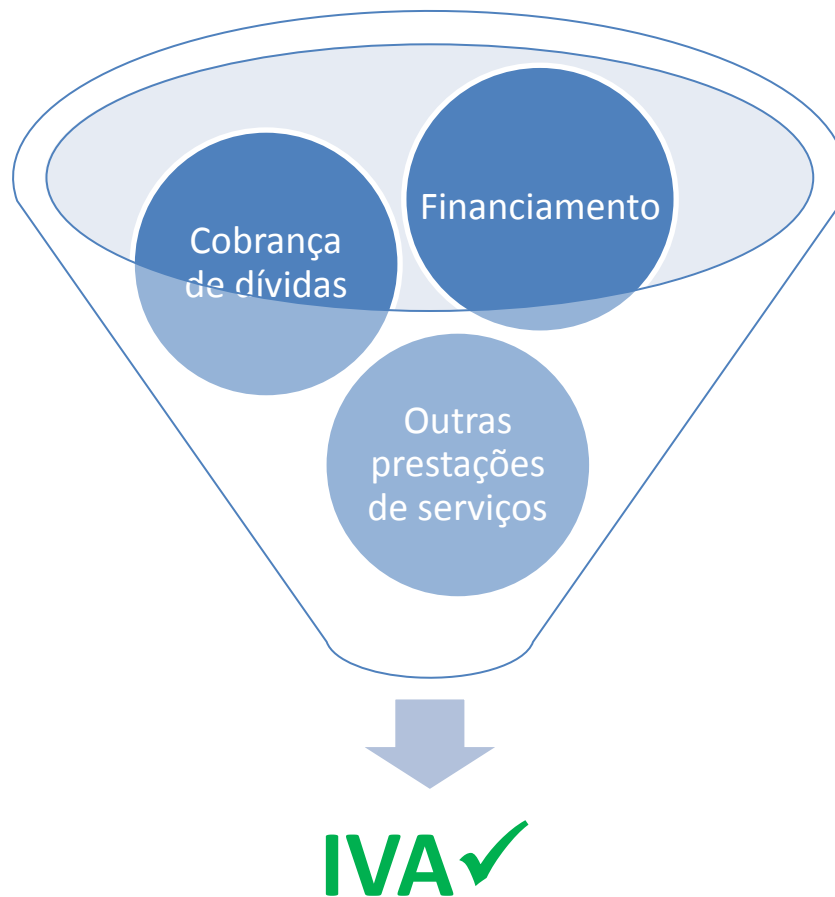 Financiamento
Cobrança
de dívidas
Outras
prestações
de serviços
IVA✓